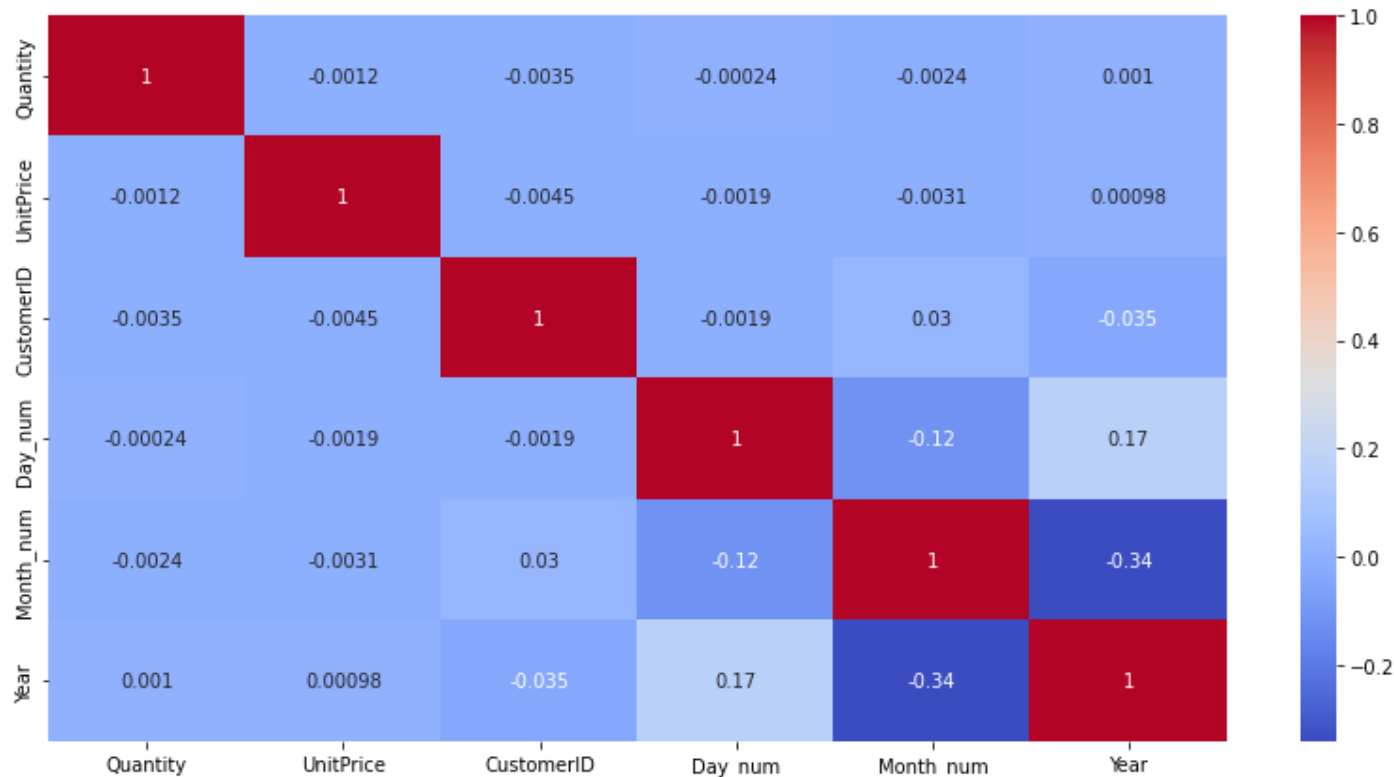 1.0
Quantity 1 -0.0012 -0.0035 -0.00024 -0.0024 0.001
0.8
UnitPrice -0.0012 1 -0.0045 -0.0019 -0.0031 0.00098
0.6
CustomerID -0.0035 -0.0045 1 -0.0019 0.03 -0.035
0.4
Day_num -0.00024 -0.0019 -0.0019 1 -0.12 0.17
0.2
Month_num -0.0024 -0.0031 0.03 -0.12 1 -0.34
0.0
Year 0.001 0.00098 -0.035 0.17 -0.34 1
−0.2
Quantity UnitPrice CustomerID Day_num Month_num Year